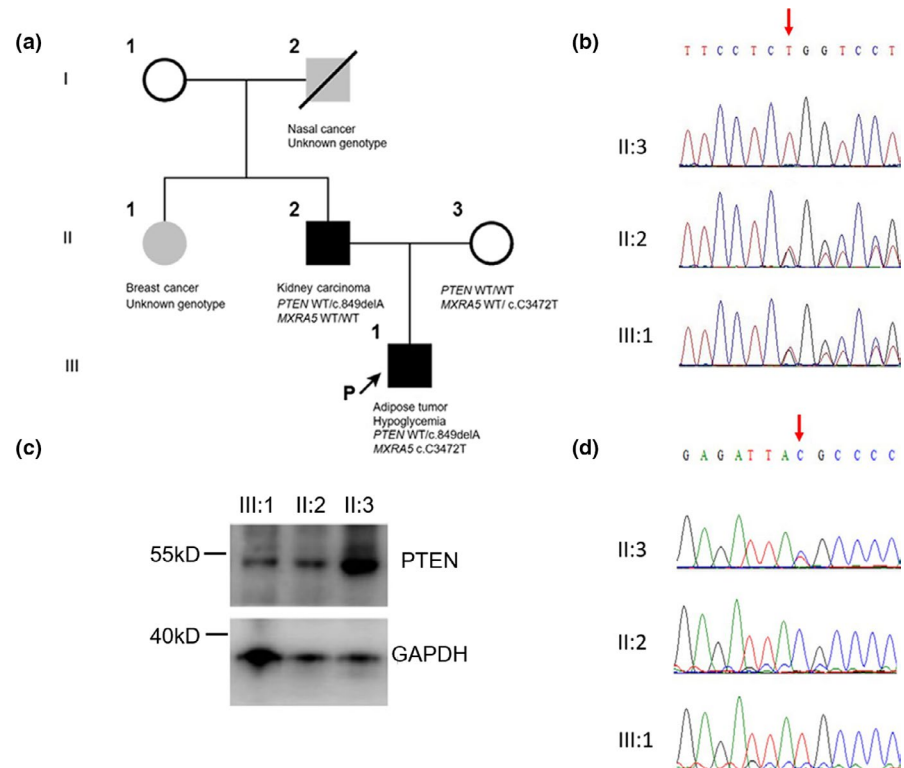 (a)
1
2
I
Nasal cancer
Unknown genotype
1
2
3
II
Breast cancer
Unknown genotype
Kidney carcinoma
PTEN WT/c.849delA
MXRA5 WT/WT
PTEN WT/WT
MXRA5 WT/ c.C3472T
1
III
P
Adipose tumor
Hypoglycemia
PTEN WT/c.849delA
MXRA5 c.C3472T
(b)
T T C C T C T G G T C C T
II:3
II:2
III:1
(c)
III:1 II:2 II:3
55kD
PTEN
40kD
GAPDH
(d)
G A G A T T A C G C C C C
II:3
II:2
III:1